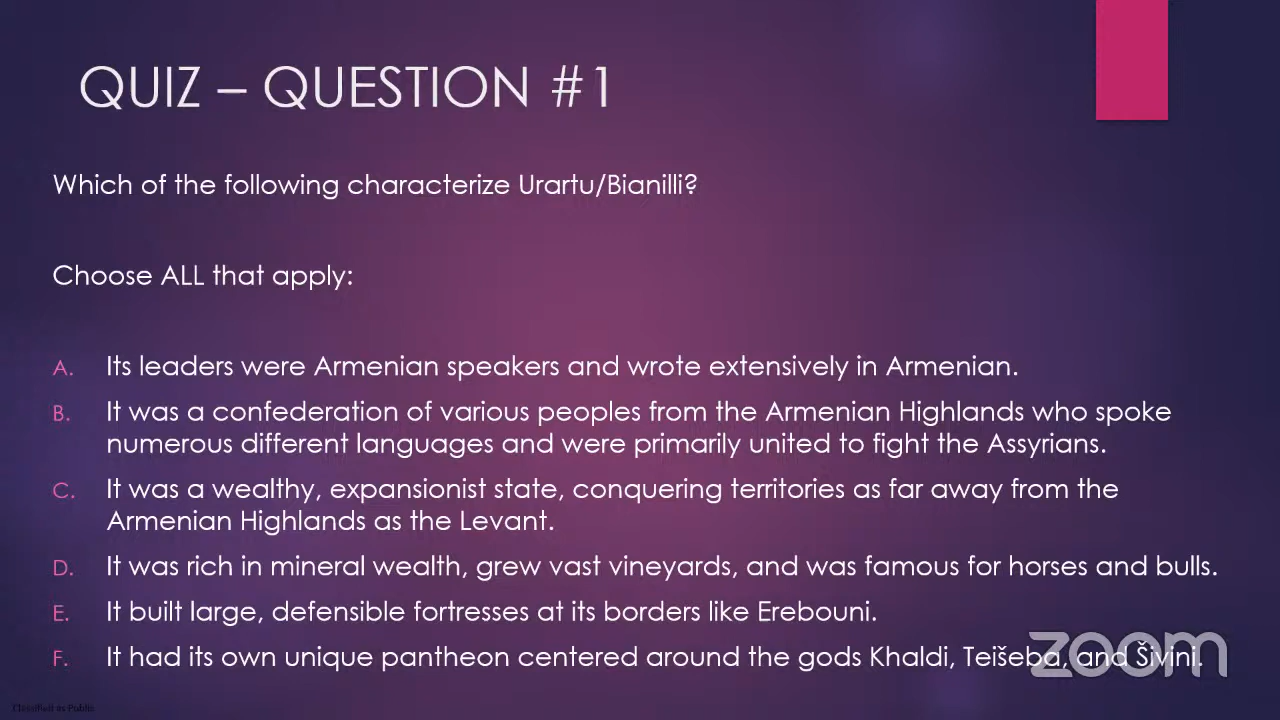 QUIZ – QUESTION #1
Which of the following characterize Urartu/Bianilli?
Choose ALL that apply:
A. Its leaders were Armenian speakers and wrote extensively in Armenian.
B. It was a confederation of various peoples from the Armenian Highlands who spoke
numerous different languages and were primarily united to fight the Assyrians.
C. It was a wealthy, expansionist state, conquering territories as far away from the
Armenian Highlands as the Levant.
D. It was rich in mineral wealth, grew vast vineyards, and was famous for horses and bulls.
E. It built large, defensible fortresses at its borders like Erebouni.
F. It had its own unique pantheon centered around the gods Khaldi, Teišeba, and Šivini.
zoom
Classified as Public